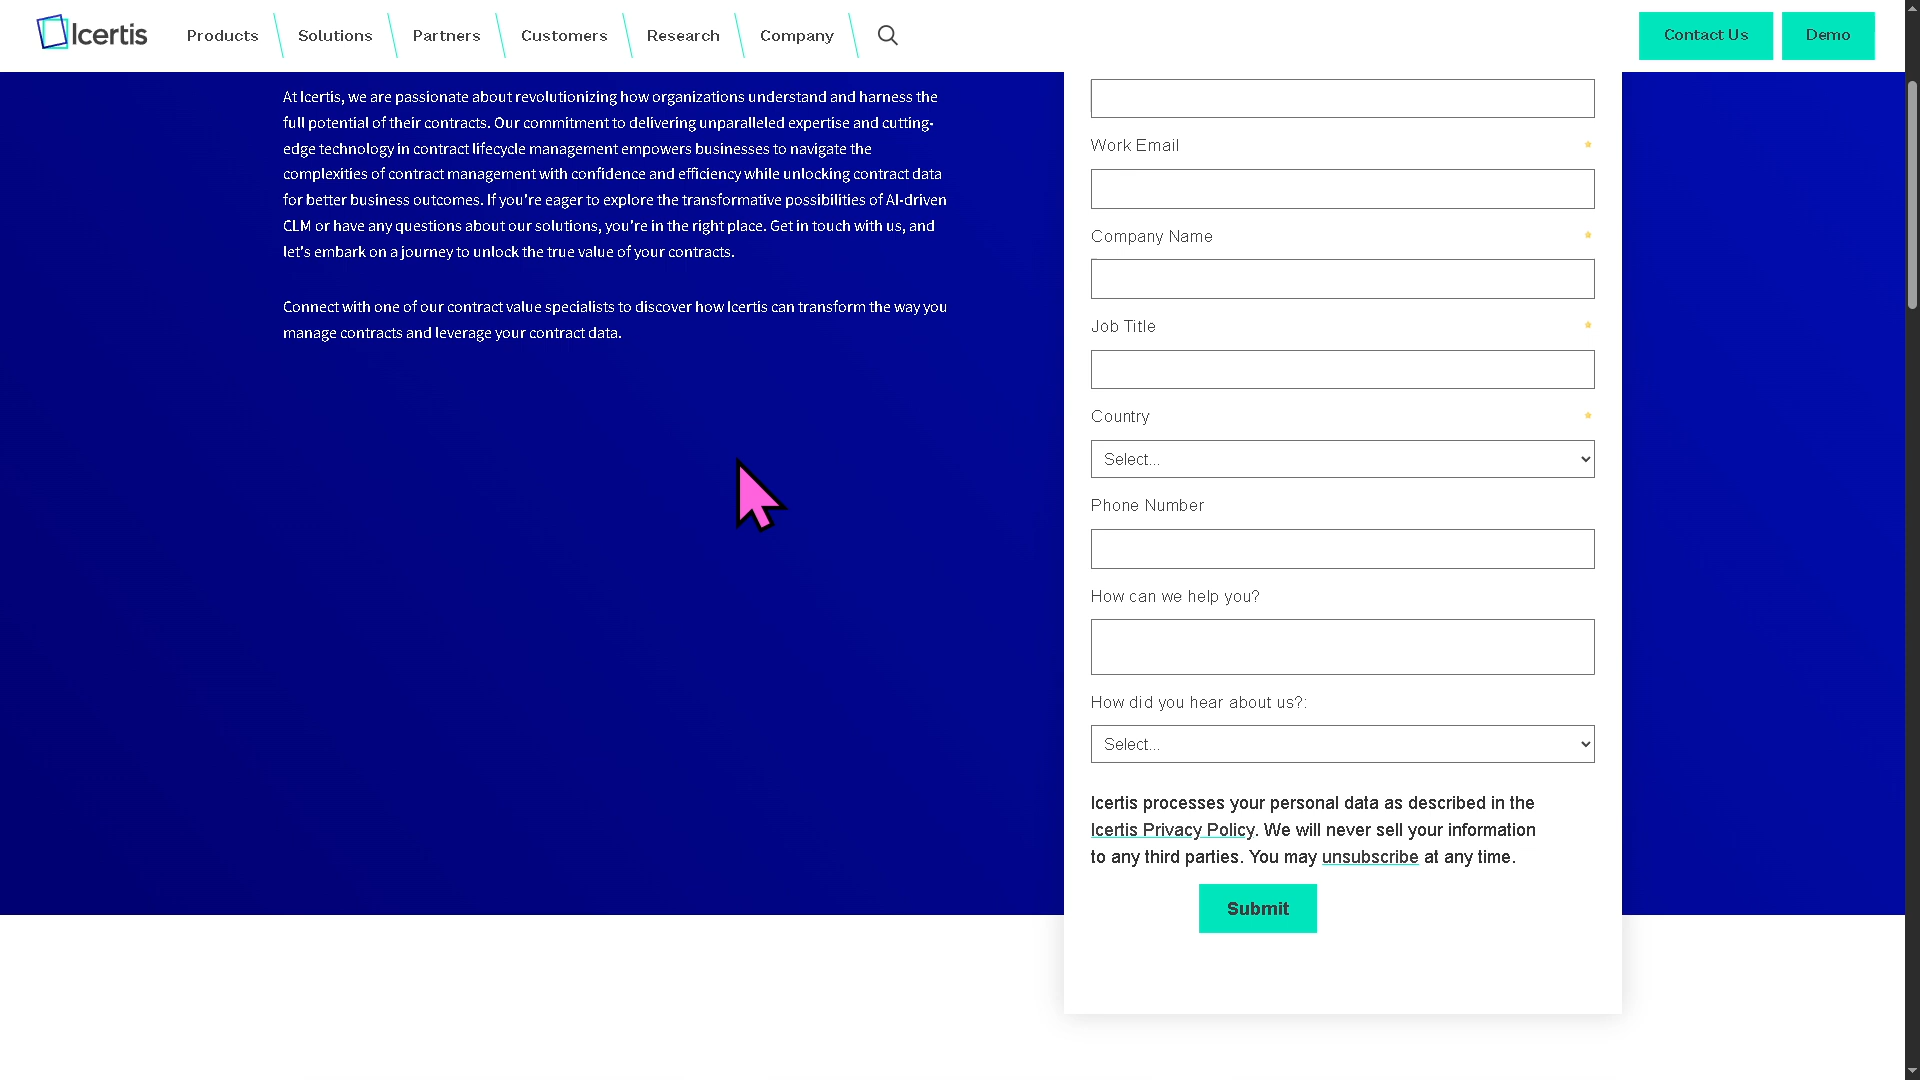 Icertis
Products
Solutions
Partners
Customers
Research
Company
Contact Us
Demo
At Icertis, we are passionate about revolutionizing how organizations understand and harness the
full potential of their contracts. Our commitment to delivering unparalleled expertise and cutting-
edge technology in contract lifecycle management empowers businesses to navigate the
complexities of contract management with confidence and efficiency while unlocking contract data
for better business outcomes. If you're eager to explore the transformative possibilities of AI-driven
CLM or have any questions about our solutions, you're in the right place. Get in touch with us, and
let's embark on a journey to unlock the true value of your contracts.
Connect with one of our contract value specialists to discover how Icertis can transform the way you
manage contracts and leverage your contract data.
Work Email *
Company Name *
Job Title *
Country *
Select...
Phone Number
How can we help you?
How did you hear about us?:
Select...
Icertis processes your personal data as described in the
Icertis Privacy Policy. We will never sell your information
to any third parties. You may unsubscribe at any time.
Submit